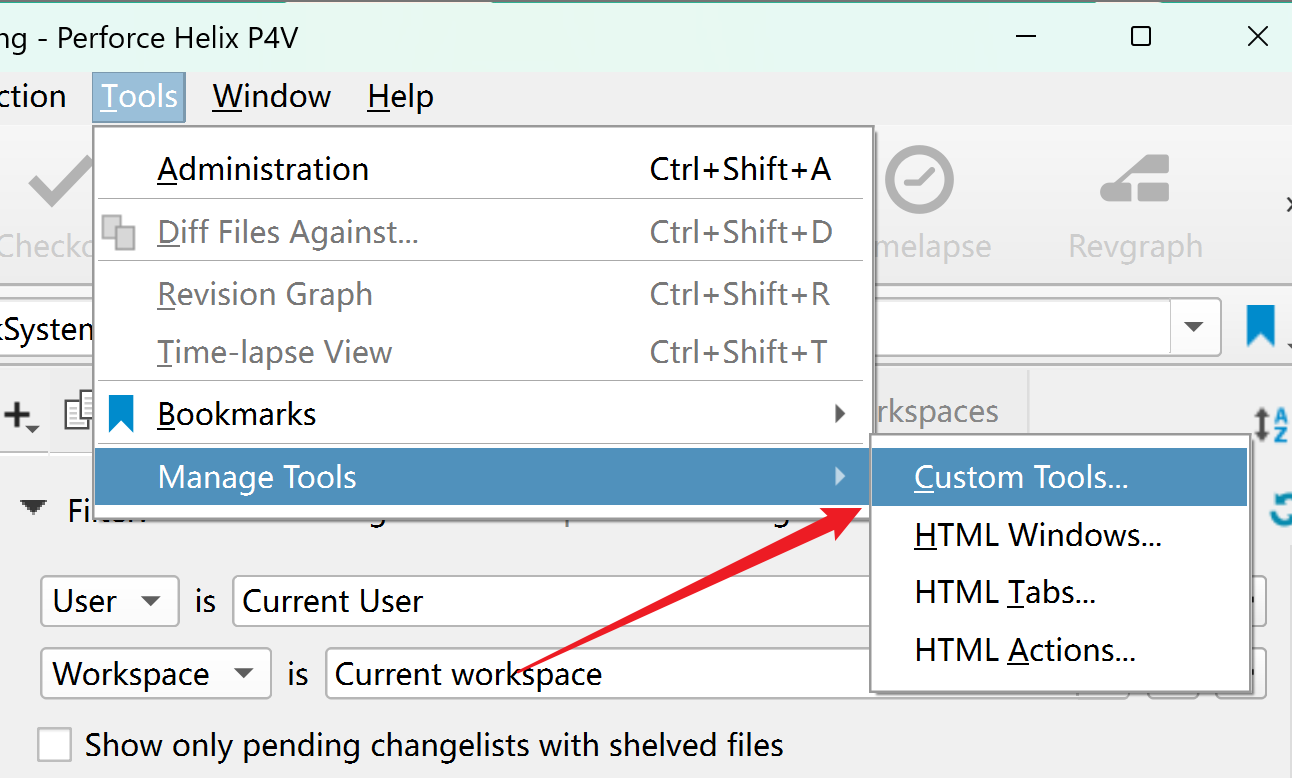 ng - Perforce Helix P4V
ction Tools Window Help
Administration Ctrl+Shift+A
Diff Files Against... Ctrl+Shift+D
Checko
melapse
Revgraph
Revision Graph Ctrl+Shift+R
kSystem
Time-lapse View Ctrl+Shift+T
Bookmarks
rkspaces
Manage Tools
Custom Tools...
HTML Windows...
HTML Tabs...
HTML Actions...
User is Current User
Workspace is Current workspace
Show only pending changelists with shelved files